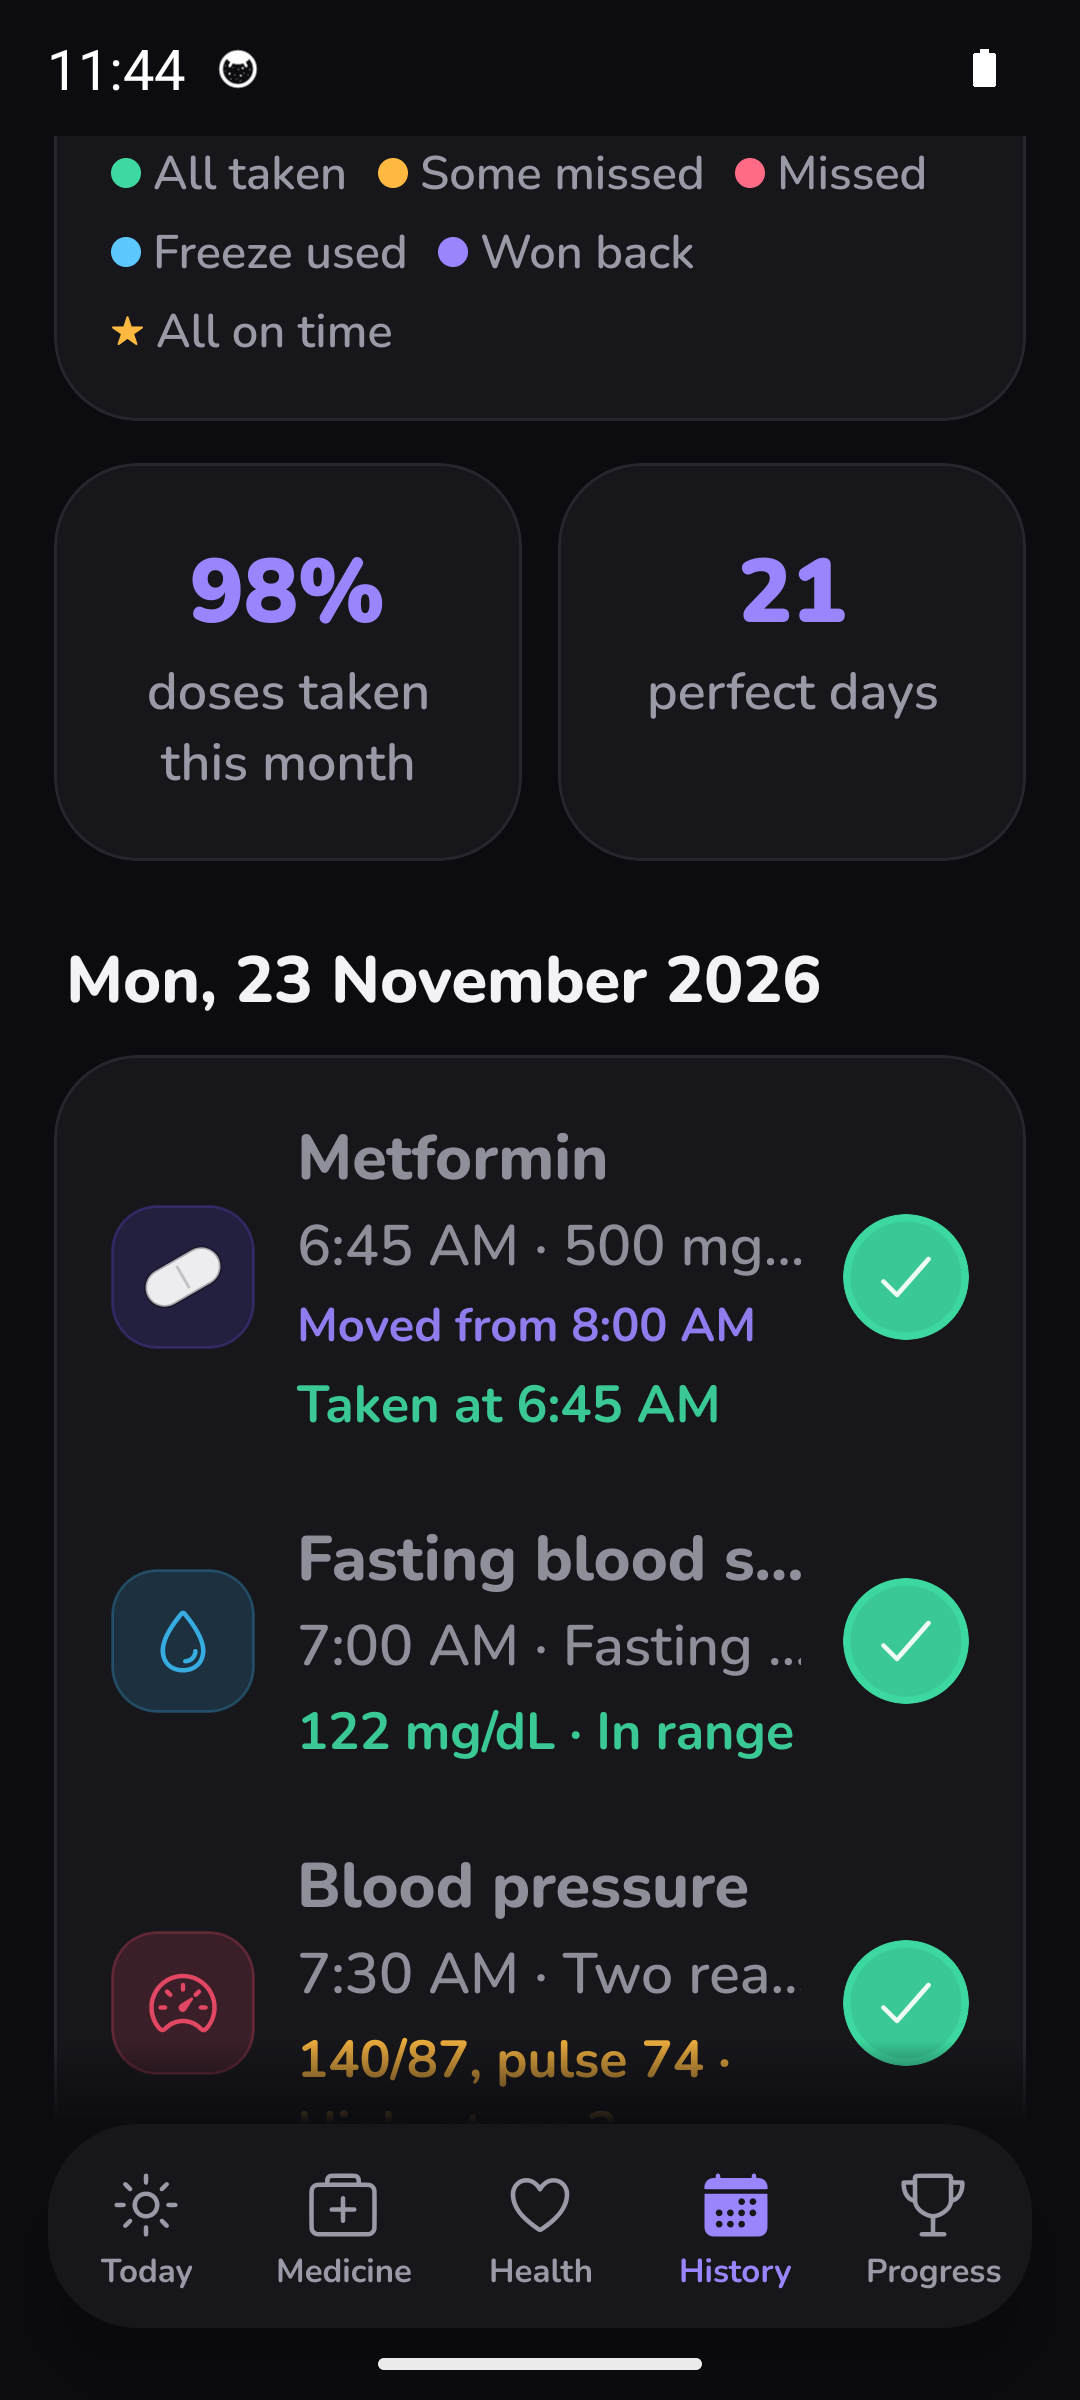 11:44
All taken Some missed Missed
Freeze used Won back
All on time
98%
doses taken
this month
21
perfect days
Mon, 23 November 2026
Metformin
6:45 AM · 500 mg...
Moved from 8:00 AM
Taken at 6:45 AM
Fasting blood s...
7:00 AM · Fasting ...
122 mg/dL · In range
Blood pressure
7:30 AM · Two rea...
140/87, pulse 74 ·
Today Medicine Health History Progress